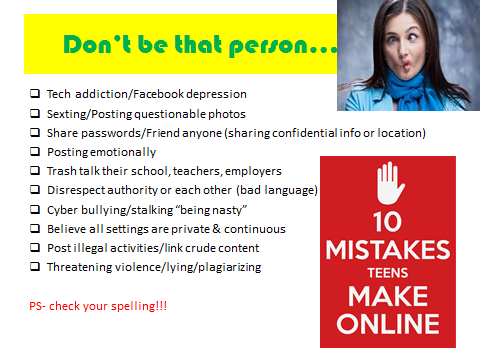 Don't be that person...
Tech addiction/Facebook depression
Sexting/Posting questionable photos
Share passwords/Friend anyone (sharing confidential info or location)
Posting emotionally
Trash talk their school, teachers, employers
Disrespect authority or each other (bad language)
Cyber bullying/stalking “being nasty”
Believe all settings are private & continuous
Post illegal activities/link crude content
Threatening violence/lying/plagiarizing
PS- check your spelling!!!
10
MISTAKES
TEENS
MAKE
ONLINE